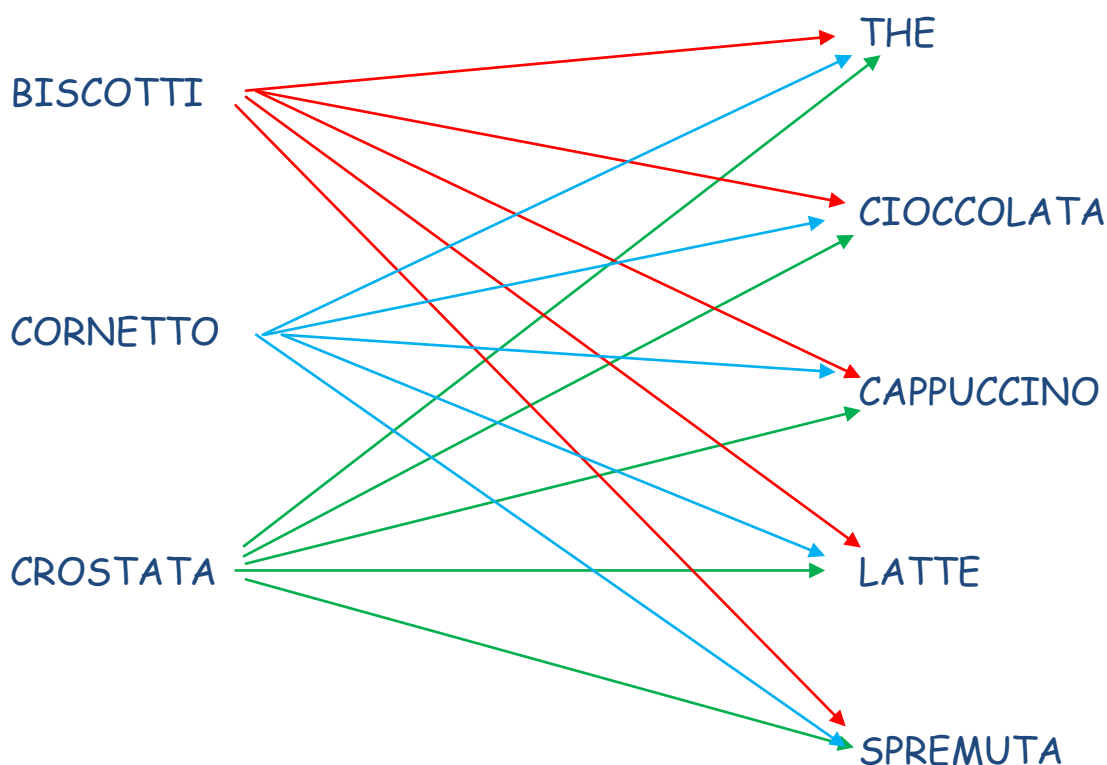 THE
BISCOTTI
CIOCCOLATA
CORNETTO
CAPPUCCINO
CROSTATA
LATTE
SPREMUTA